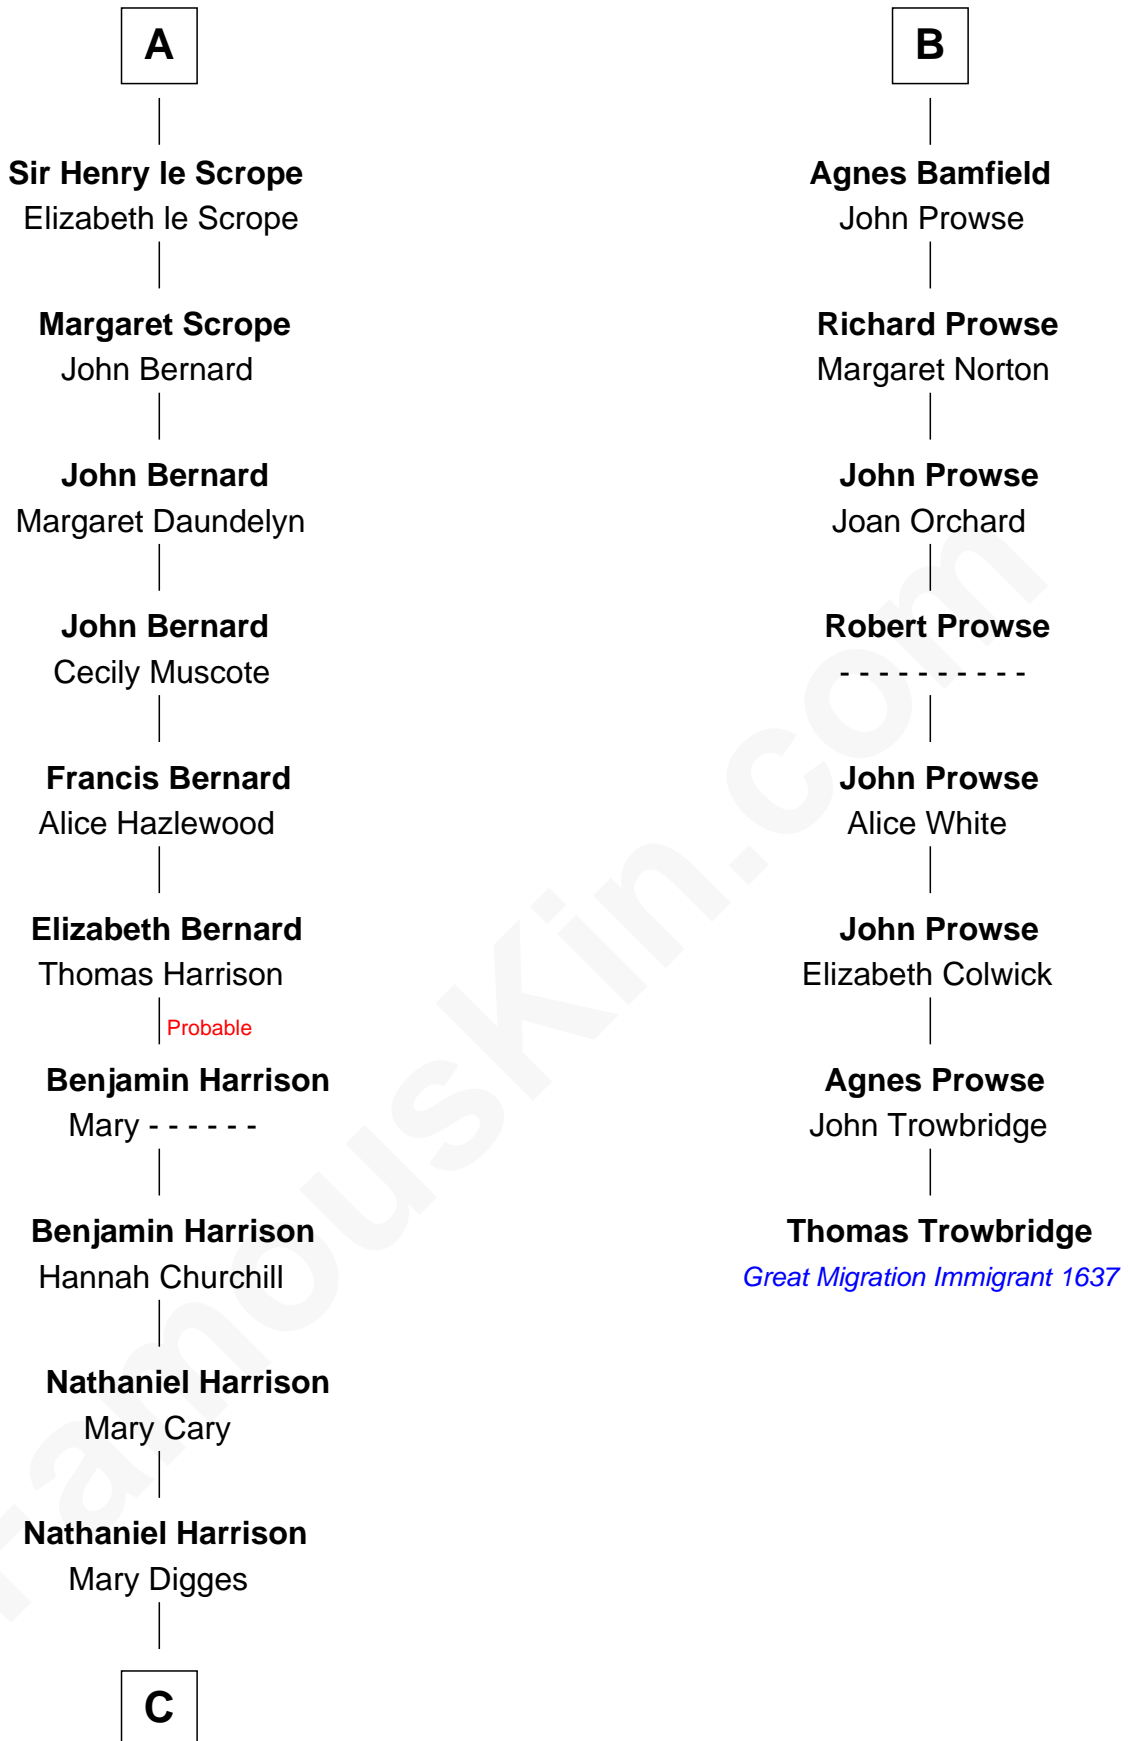 A
Sir Henry le Scrope
Elizabeth le Scrope
Margaret Scrope
John Bernard
John Bernard
Margaret Daundelyn
John Bernard
Cecily Muscote
Francis Bernard
Alice Hazlewood
Elizabeth Bernard
Thomas Harrison
Probable
Benjamin Harrison
Mary - - - - - -
Benjamin Harrison
Hannah Churchill
Nathaniel Harrison
Mary Cary
Nathaniel Harrison
Mary Digges
C
B
Agnes Bamfield
John Prowse
Richard Prowse
Margaret Norton
John Prowse
Joan Orchard
Robert Prowse
- - - - - - - - - -
John Prowse
Alice White
John Prowse
Elizabeth Colwick
Agnes Prowse
John Trowbridge
Thomas Trowbridge
Great Migration Immigrant 1637
FamousKin.com